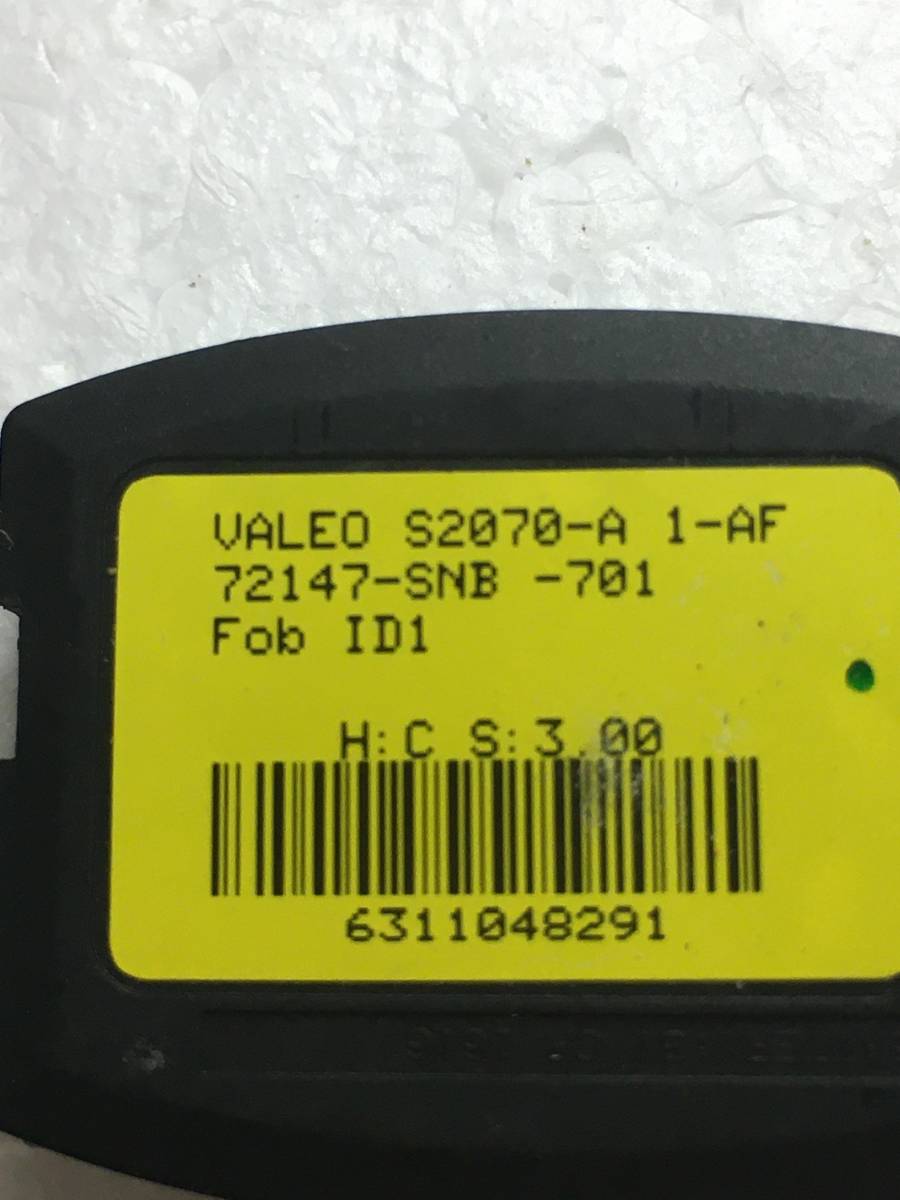 VALEO S2070-A 1-AF
72147-SNB -701
Fob ID1
H:C S:3.00
6311048291